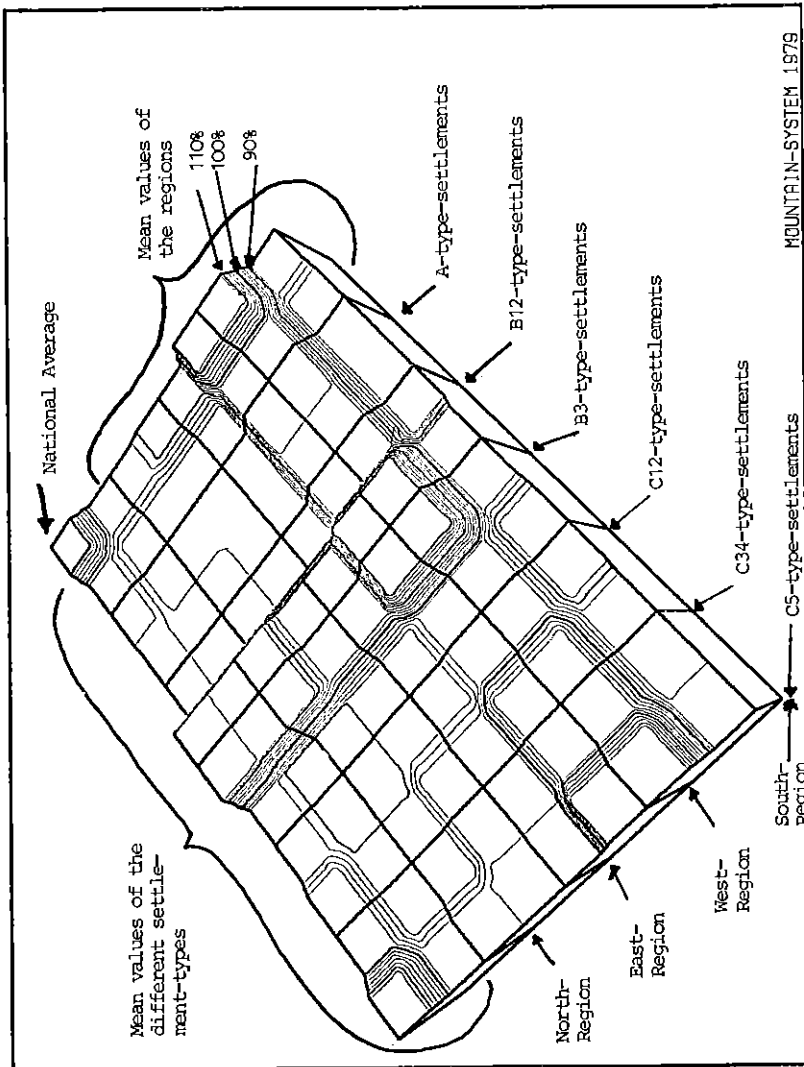 National Average
Mean values of
the regions
110%
100%
90%
A-type-settlements
B12-type-settlements
B3-type-settlements
C12-type-settlements
C34-type-settlements
C5-type-settlements
Mean values of the
different settle-
ment-types
North-
Region
East-
Region
West-
Region
South-
Region
MOUNTAIN-SYSTEM 1979